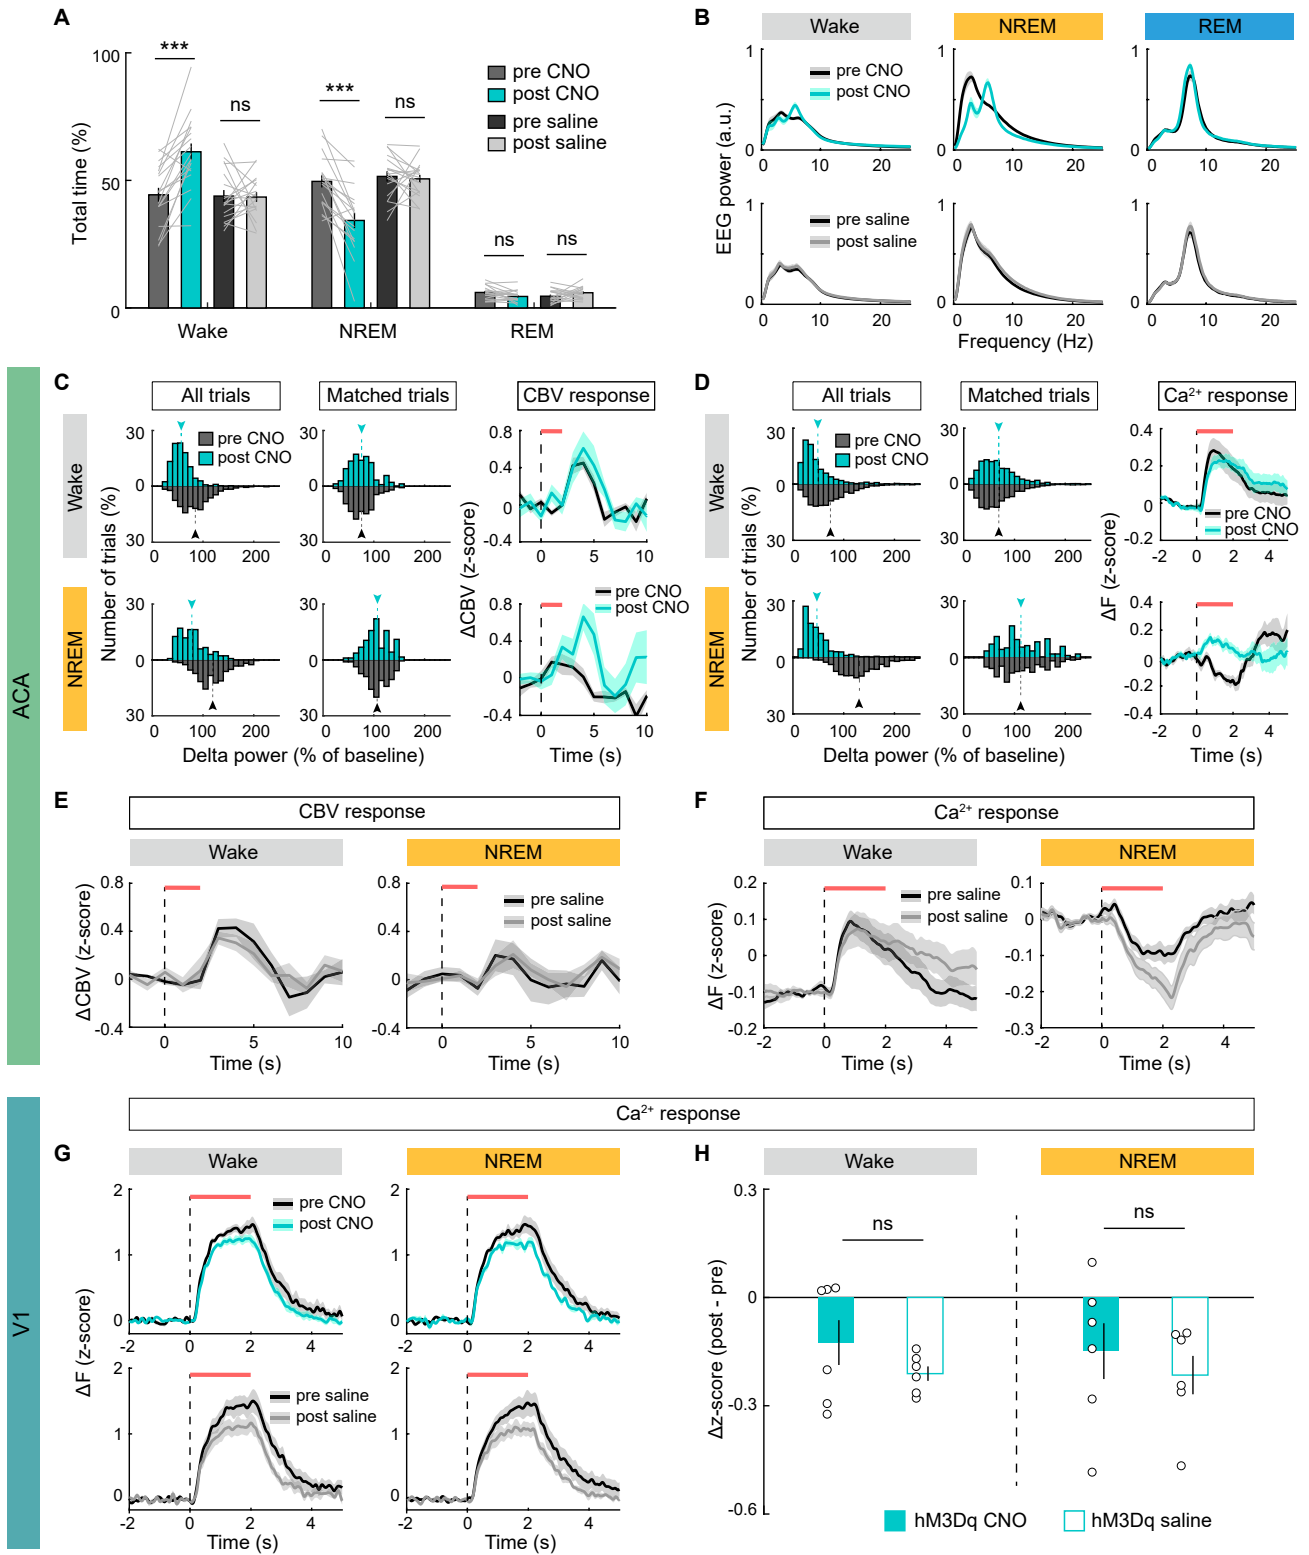 A
100
50
0
Total time (%)
***
ns
***
ns
ns
ns
pre CNO
post CNO
pre saline
post saline
Wake
NREM
REM
B
Wake
NREM
REM
EEG power (a.u.)
1
1
1
0
0
0
pre CNO
post CNO
1
1
1
0
0
0
pre saline
post saline
0 10 20
0 10 20
0 10 20
Frequency (Hz)
ACA
C
All trials
Matched trials
CBV response
Wake
NREM
Number of trials (%)
30
0
30
pre CNO
post CNO
30
0
30
0.8
0.4
0
-0.4
0 100 200
0 100 200
0 5 10
ΔCBV (z-score)
30
0
30
30
0
30
0.8
0.4
0
-0.4
pre CNO
post CNO
0 100 200
0 100 200
0 5 10
Delta power (% of baseline)
Time (s)
D
All trials
Matched trials
Ca²⁺ response
Wake
NREM
Number of trials (%)
30
0
30
pre CNO
post CNO
30
0
30
0.4
0.2
0
-0.2
pre CNO
post CNO
0 100 200
0 100 200
-2 0 2 4
ΔF (z-score)
30
0
30
30
0
30
0.4
0.2
0
-0.2
-0.4
0 100 200
0 100 200
-2 0 2 4
Delta power (% of baseline)
Time (s)
E
CBV response
Wake
NREM
ΔCBV (z-score)
0.8
0.4
0
-0.4
0.8
0.4
0
-0.4
pre saline
post saline
0 5 10
0 5 10
Time (s)
Time (s)
F
Ca²⁺ response
Wake
NREM
ΔF (z-score)
0.2
0.1
0
-0.1
-0.2
pre saline
post saline
0.1
0
-0.1
-0.2
-0.3
-2 0 2 4
-2 0 2 4
Time (s)
Time (s)
V1
Ca²⁺ response
G
Wake
NREM
ΔF (z-score)
2
1
0
pre CNO
post CNO
2
1
0
-2 0 2 4
-2 0 2 4
2
1
0
pre saline
post saline
2
1
0
-2 0 2 4
-2 0 2 4
Time (s)
Time (s)
H
Wake
NREM
Δz-score (post - pre)
0.3
0
-0.3
-0.6
ns
ns
hM3Dq CNO
hM3Dq saline